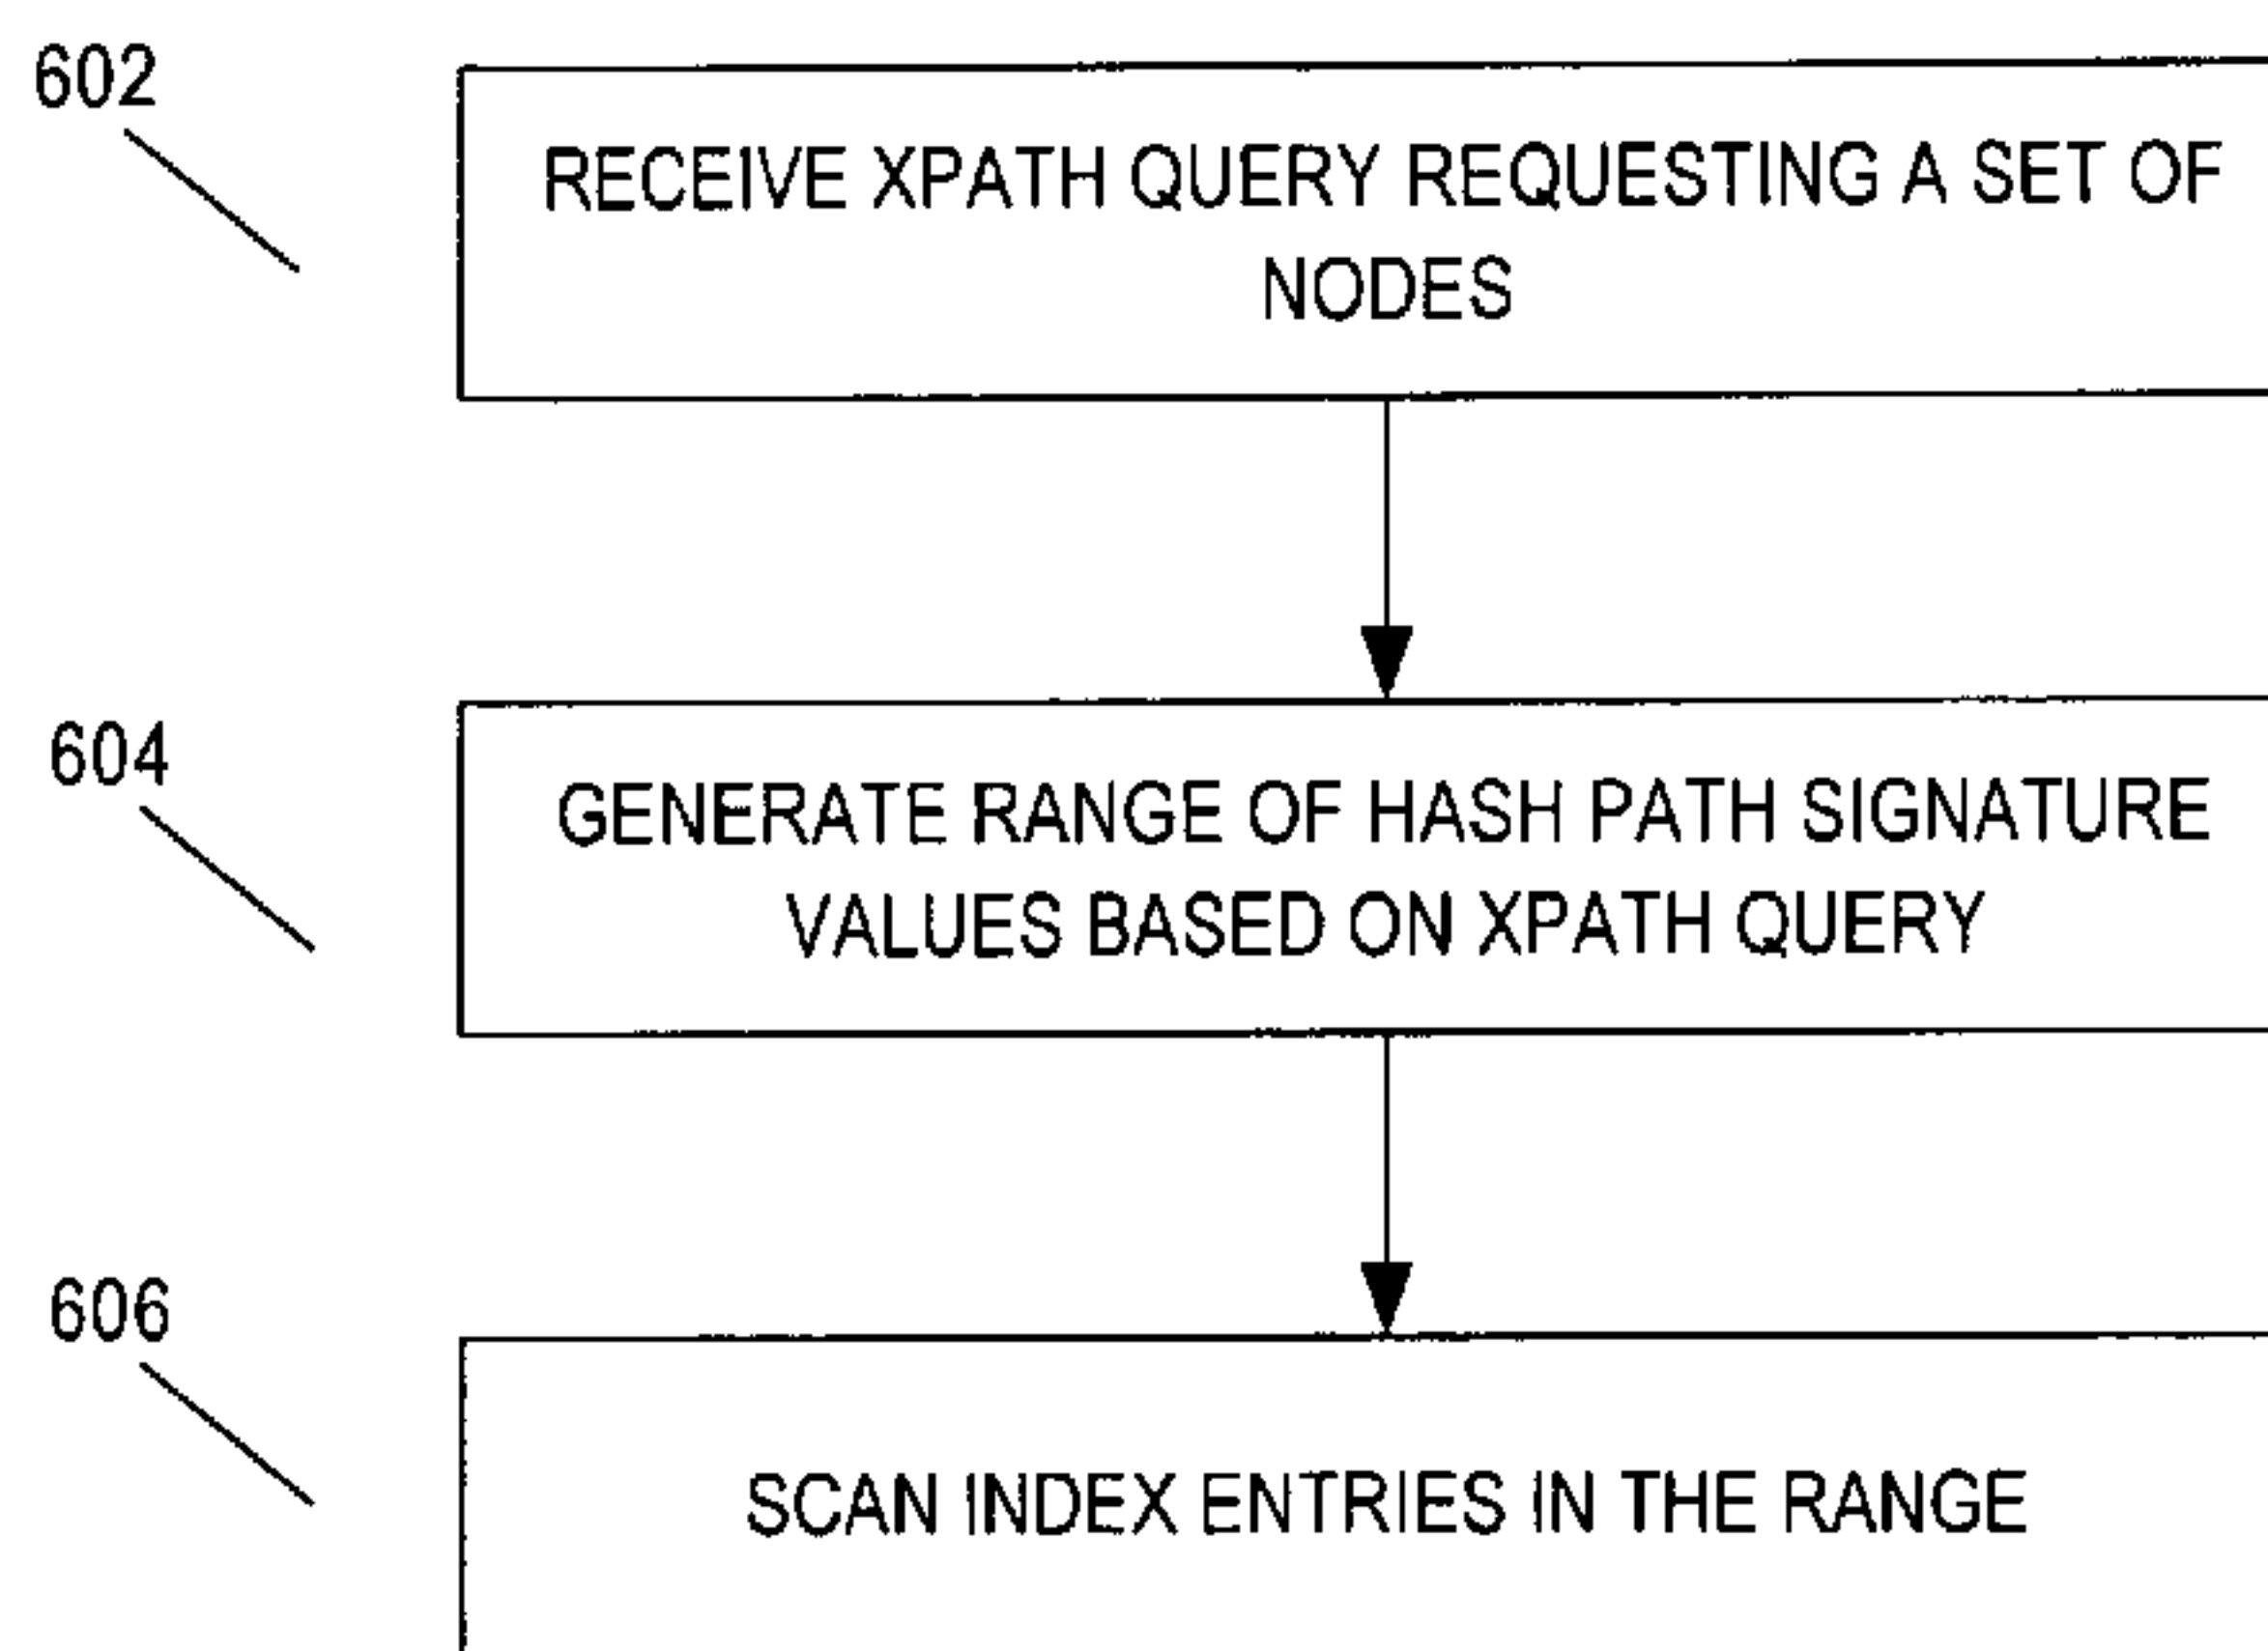 602
RECEIVE XPATH QUERY REQUESTING A SET OF
NODES
604
GENERATE RANGE OF HASH PATH SIGNATURE
VALUES BASED ON XPATH QUERY
606
SCAN INDEX ENTRIES IN THE RANGE